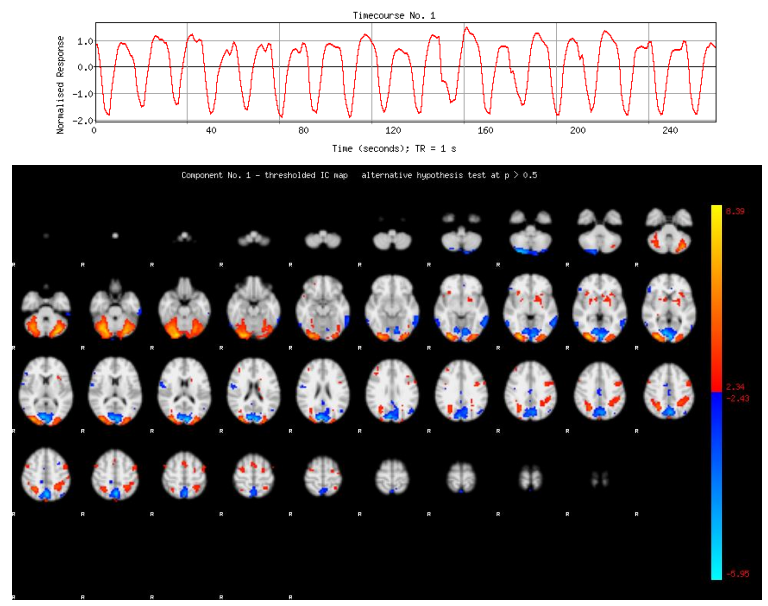 Timecourse No. 1
Normalised Response
1.0
0.0
-1.0
-2.0
0 40 80 120 160 200 240
Time (seconds); TR = 1 s
Component No. 1 - thresholded IC map alternative hypothesis test at p > 0.5
8.39
2.34
-2.43
-5.95
R R R R R R R R R R
R R R R R R R R R R
R R R R R R R R R R
R R R R R R R R R R
R R R R R